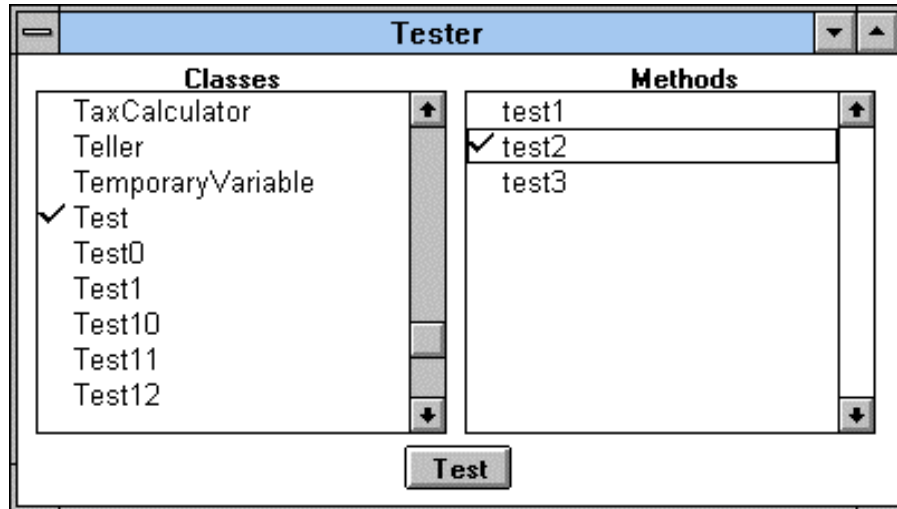 Tester
Classes
TaxCalculator
Teller
TemporaryVariable
Test
Test0
Test1
Test10
Test11
Test12
Methods
test1
test2
test3
Test